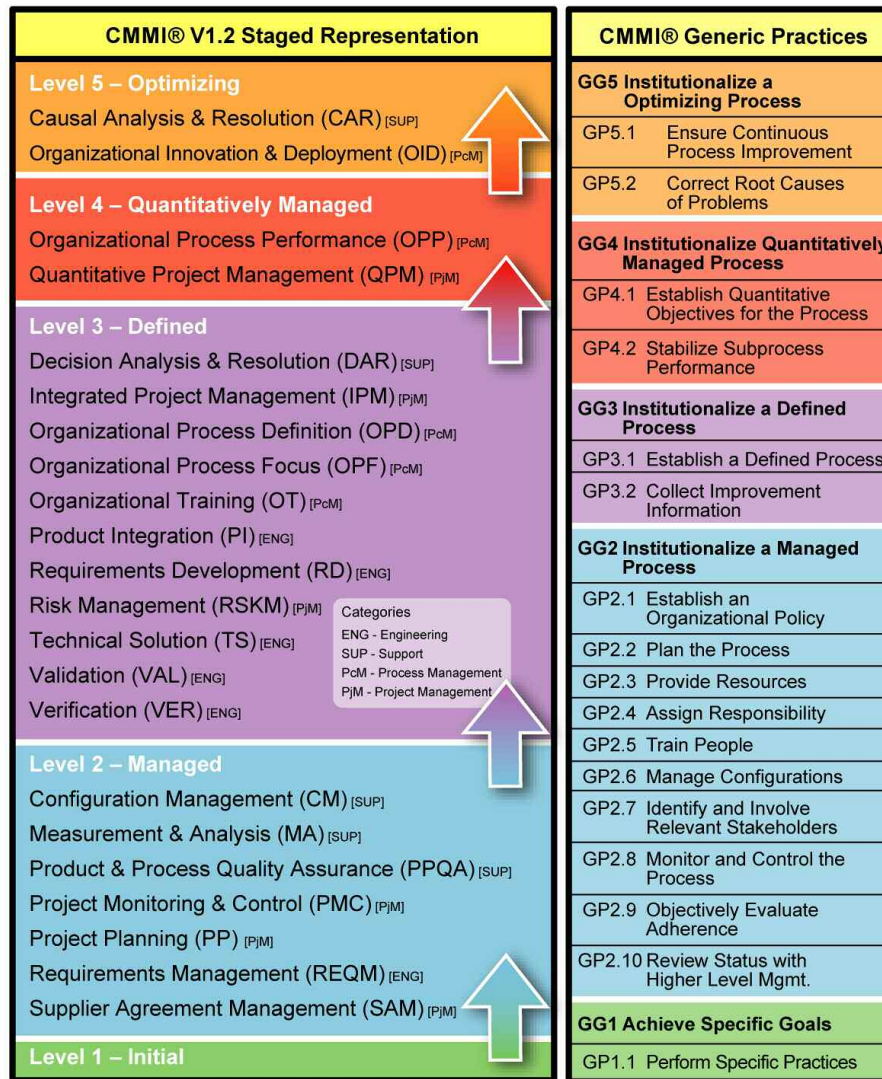 CMMI® V1.2 Staged Representation
Level 5 – Optimizing
Causal Analysis & Resolution (CAR) [SUP]
Organizational Innovation & Deployment (OID) [PcM]
Level 4 – Quantitatively Managed
Organizational Process Performance (OPP) [PcM]
Quantitative Project Management (QPM) [PjM]
Level 3 – Defined
Decision Analysis & Resolution (DAR) [SUP]
Integrated Project Management (IPM) [PjM]
Organizational Process Definition (OPD) [PcM]
Organizational Process Focus (OPF) [PcM]
Organizational Training (OT) [PcM]
Product Integration (PI) [ENG]
Requirements Development (RD) [ENG]
Risk Management (RSKM) [PjM]
Technical Solution (TS) [ENG]
Validation (VAL) [ENG]
Verification (VER) [ENG]
Categories
ENG - Engineering
SUP - Support
PcM - Process Management
PjM - Project Management
Level 2 – Managed
Configuration Management (CM) [SUP]
Measurement & Analysis (MA) [SUP]
Product & Process Quality Assurance (PPQA) [SUP]
Project Monitoring & Control (PMC) [PjM]
Project Planning (PP) [PjM]
Requirements Management (REQM) [ENG]
Supplier Agreement Management (SAM) [PjM]
Level 1 – Initial
CMMI® Generic Practices
GG5 Institutionalize a
Optimizing Process
GP5.1 Ensure Continuous
Process Improvement
GP5.2 Correct Root Causes
of Problems
GG4 Institutionalize Quantitatively
Managed Process
GP4.1 Establish Quantitative
Objectives for the Process
GP4.2 Stabilize Subprocess
Performance
GG3 Institutionalize a Defined
Process
GP3.1 Establish a Defined Process
GP3.2 Collect Improvement
Information
GG2 Institutionalize a Managed
Process
GP2.1 Establish an
Organizational Policy
GP2.2 Plan the Process
GP2.3 Provide Resources
GP2.4 Assign Responsibility
GP2.5 Train People
GP2.6 Manage Configurations
GP2.7 Identify and Involve
Relevant Stakeholders
GP2.8 Monitor and Control the
Process
GP2.9 Objectively Evaluate
Adherence
GP2.10 Review Status with
Higher Level Mgmt.
GG1 Achieve Specific Goals
GP1.1 Perform Specific Practices